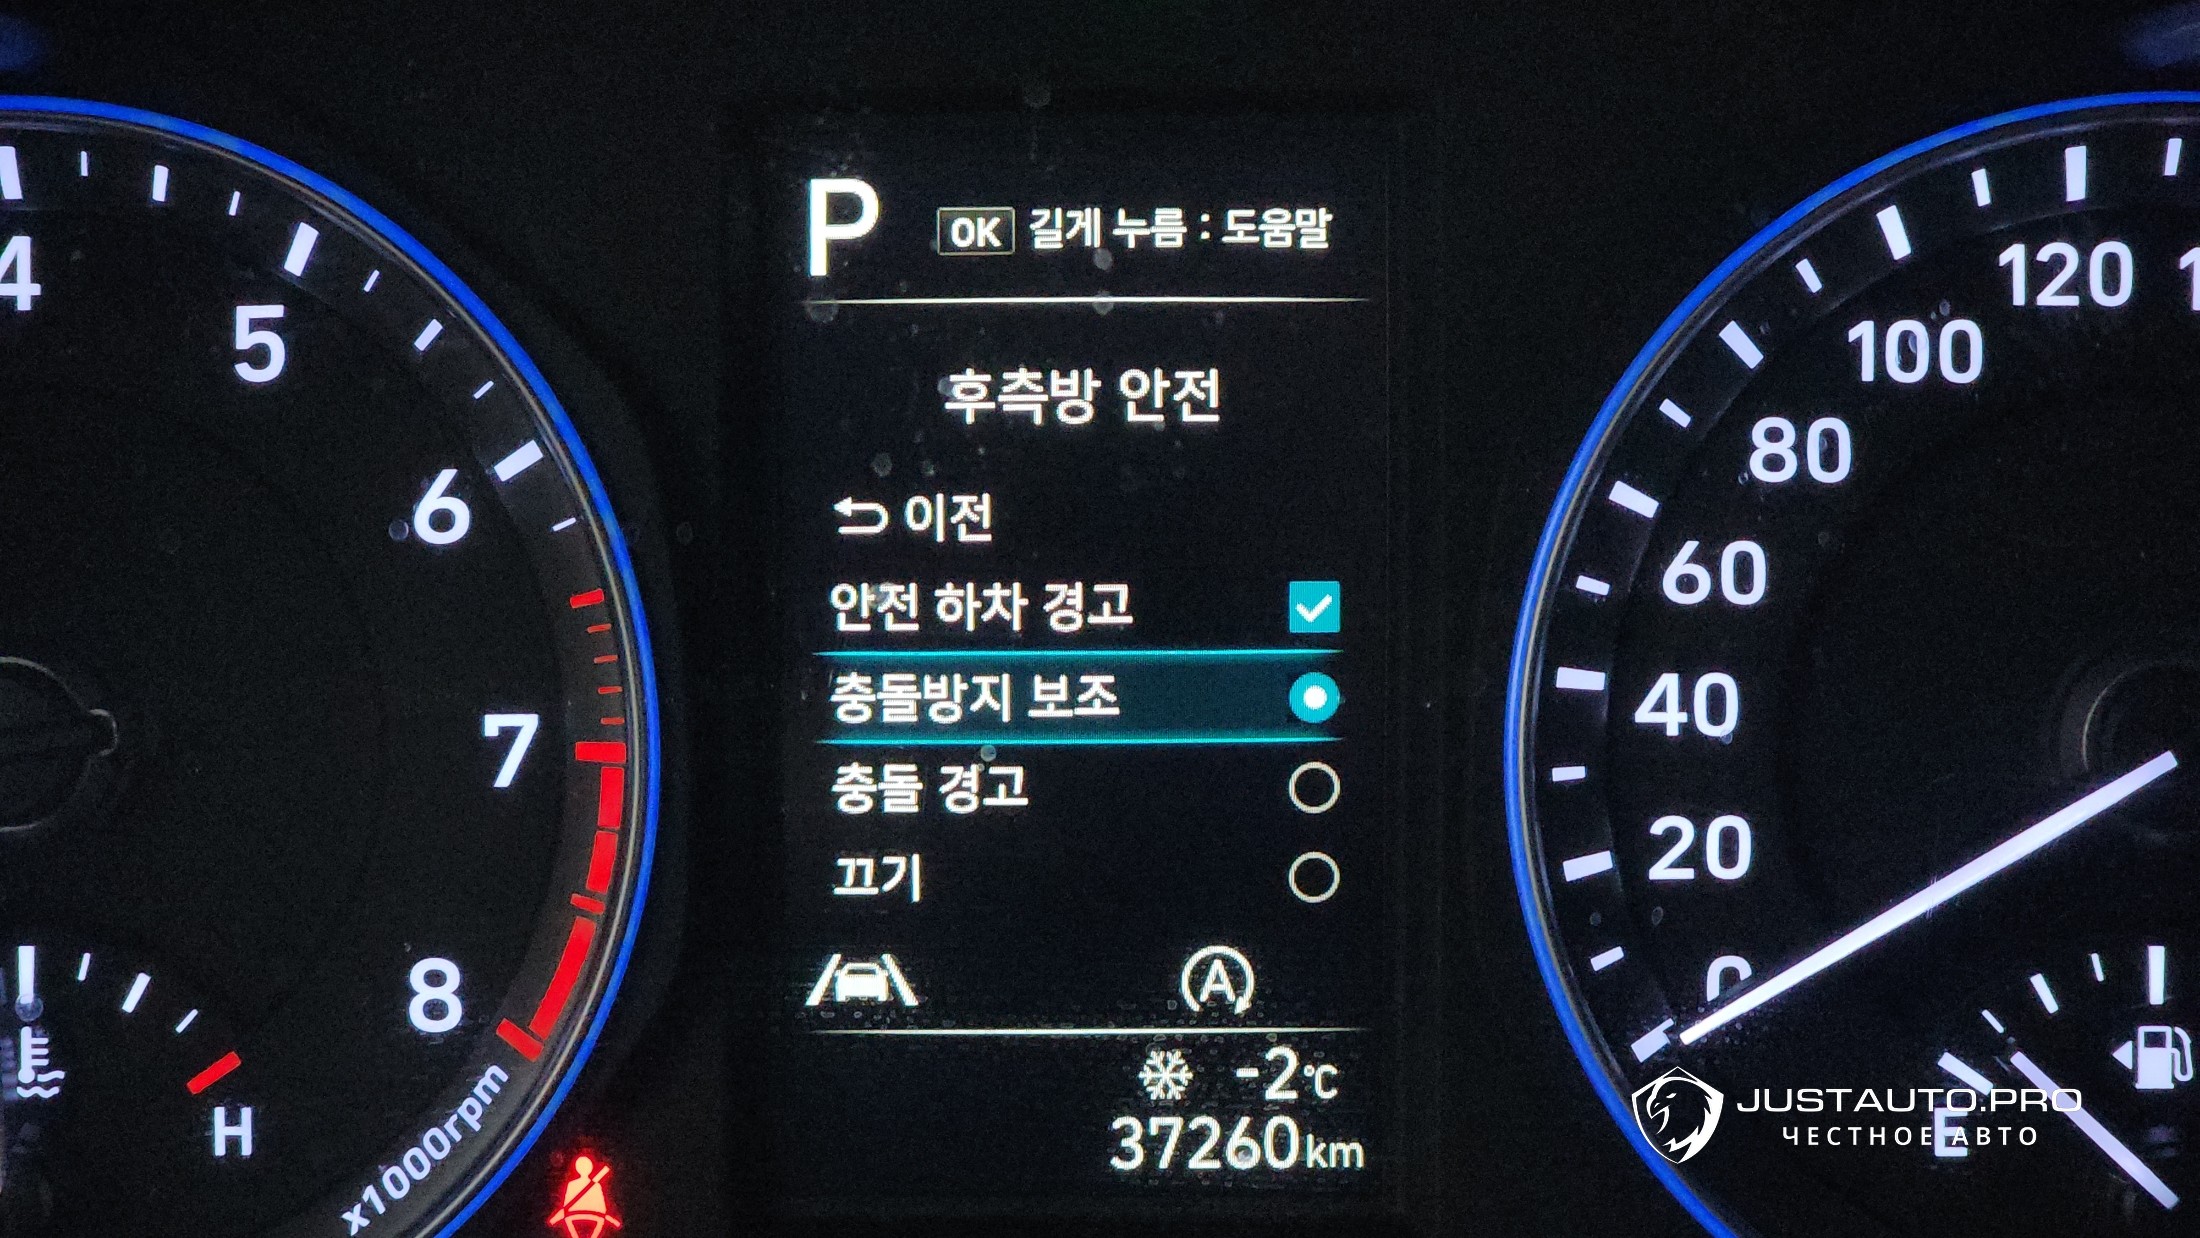 P
OK 길게 누름 : 도움말
후측방 안전
이전
안전 하차 경고
충돌방지 보조
충돌 경고
끄기
A
-2°C
37260km
4
5
6
7
8
x1000rpm
H
0
20
40
60
80
100
120
E
JUSTAUTO.PRO
ЧЕСТНОЕ АВТО